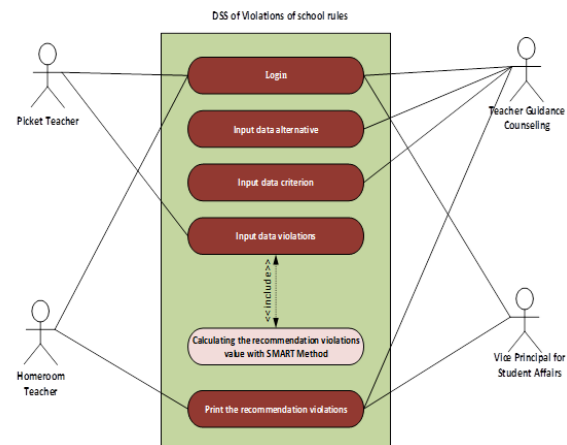 DSS of Violations of school rules
Login
Picket Teacher
Teacher Guidance
Counseling
Input data alternative
Input data criterion
Input data violations
<<include>>
Calculating the recommendation violations
value with SMART Method
Homeroom
Teacher
Vice Principal for
Student Affairs
Print the recommendation violations